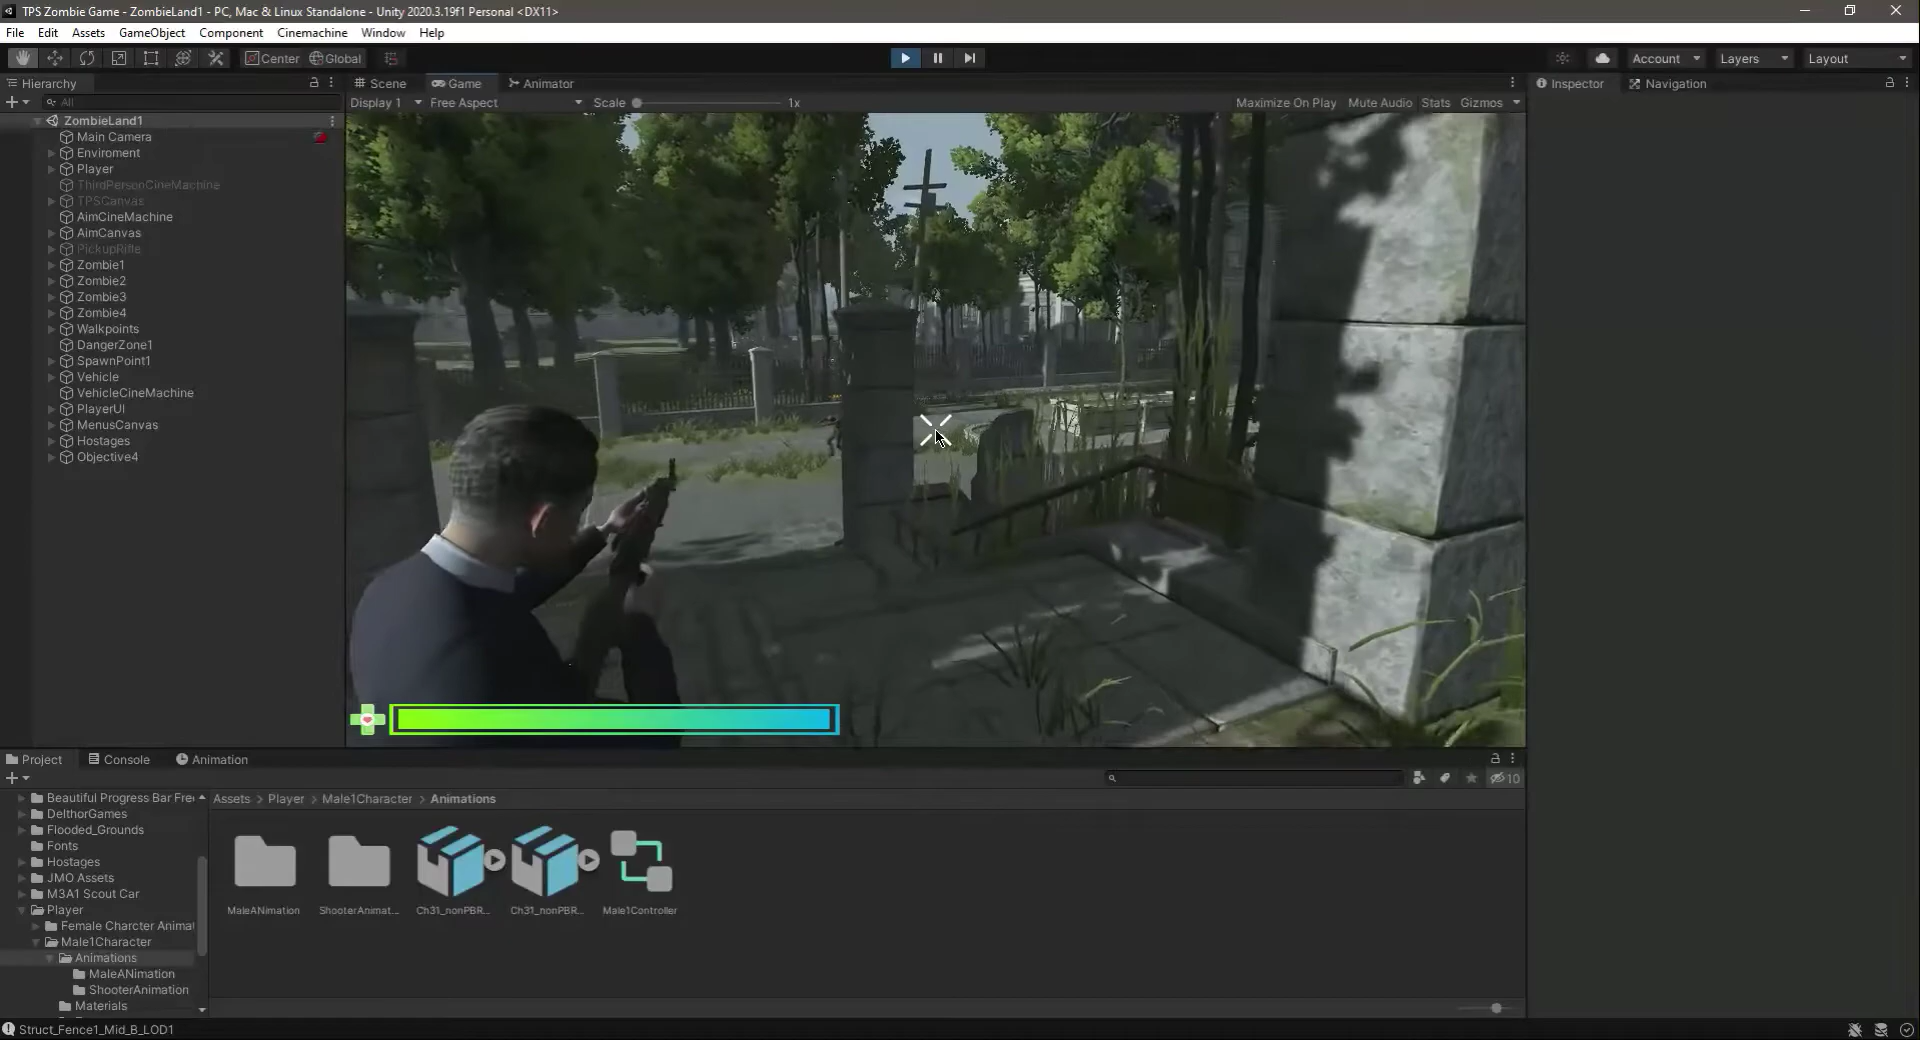 TPS Zombie Game - ZombieLand1 - PC, Mac & Linux Standalone - Unity 2020.3.19f1 Personal <DX11>
File Edit Assets GameObject Component Cinemachine Window Help
Center Global Account Layers Layout
Hierarchy Scene Game Animator Inspector Navigation
All Display 1 Free Aspect Scale 1x Maximize On Play Mute Audio Stats Gizmos
ZombieLand1
Main Camera
Enviroment
Player
ThirdPersonCineMachine
TPSCanvas
AimCineMachine
AimCanvas
PickupRifle
Zombie1
Zombie2
Zombie3
Zombie4
Walkpoints
DangerZone1
SpawnPoint1
Vehicle
VehicleCineMachine
PlayerUI
MenusCanvas
Hostages
Objective4
Project Console Animation
10
Beautiful Progress Bar Free
DelthorGames
Flooded_Grounds
Fonts
Hostages
JMO Assets
M3A1 Scout Car
Player
Female Charcter Animat
Male1Character
Animations
MaleANimation
ShooterAnimation
Materials
Assets > Player > Male1Character > Animations
MaleANimation ShooterAnimat... Ch31_nonPBR... Ch31_nonPBR... Male1Controller
Struct_Fence1_Mid_B_LOD1